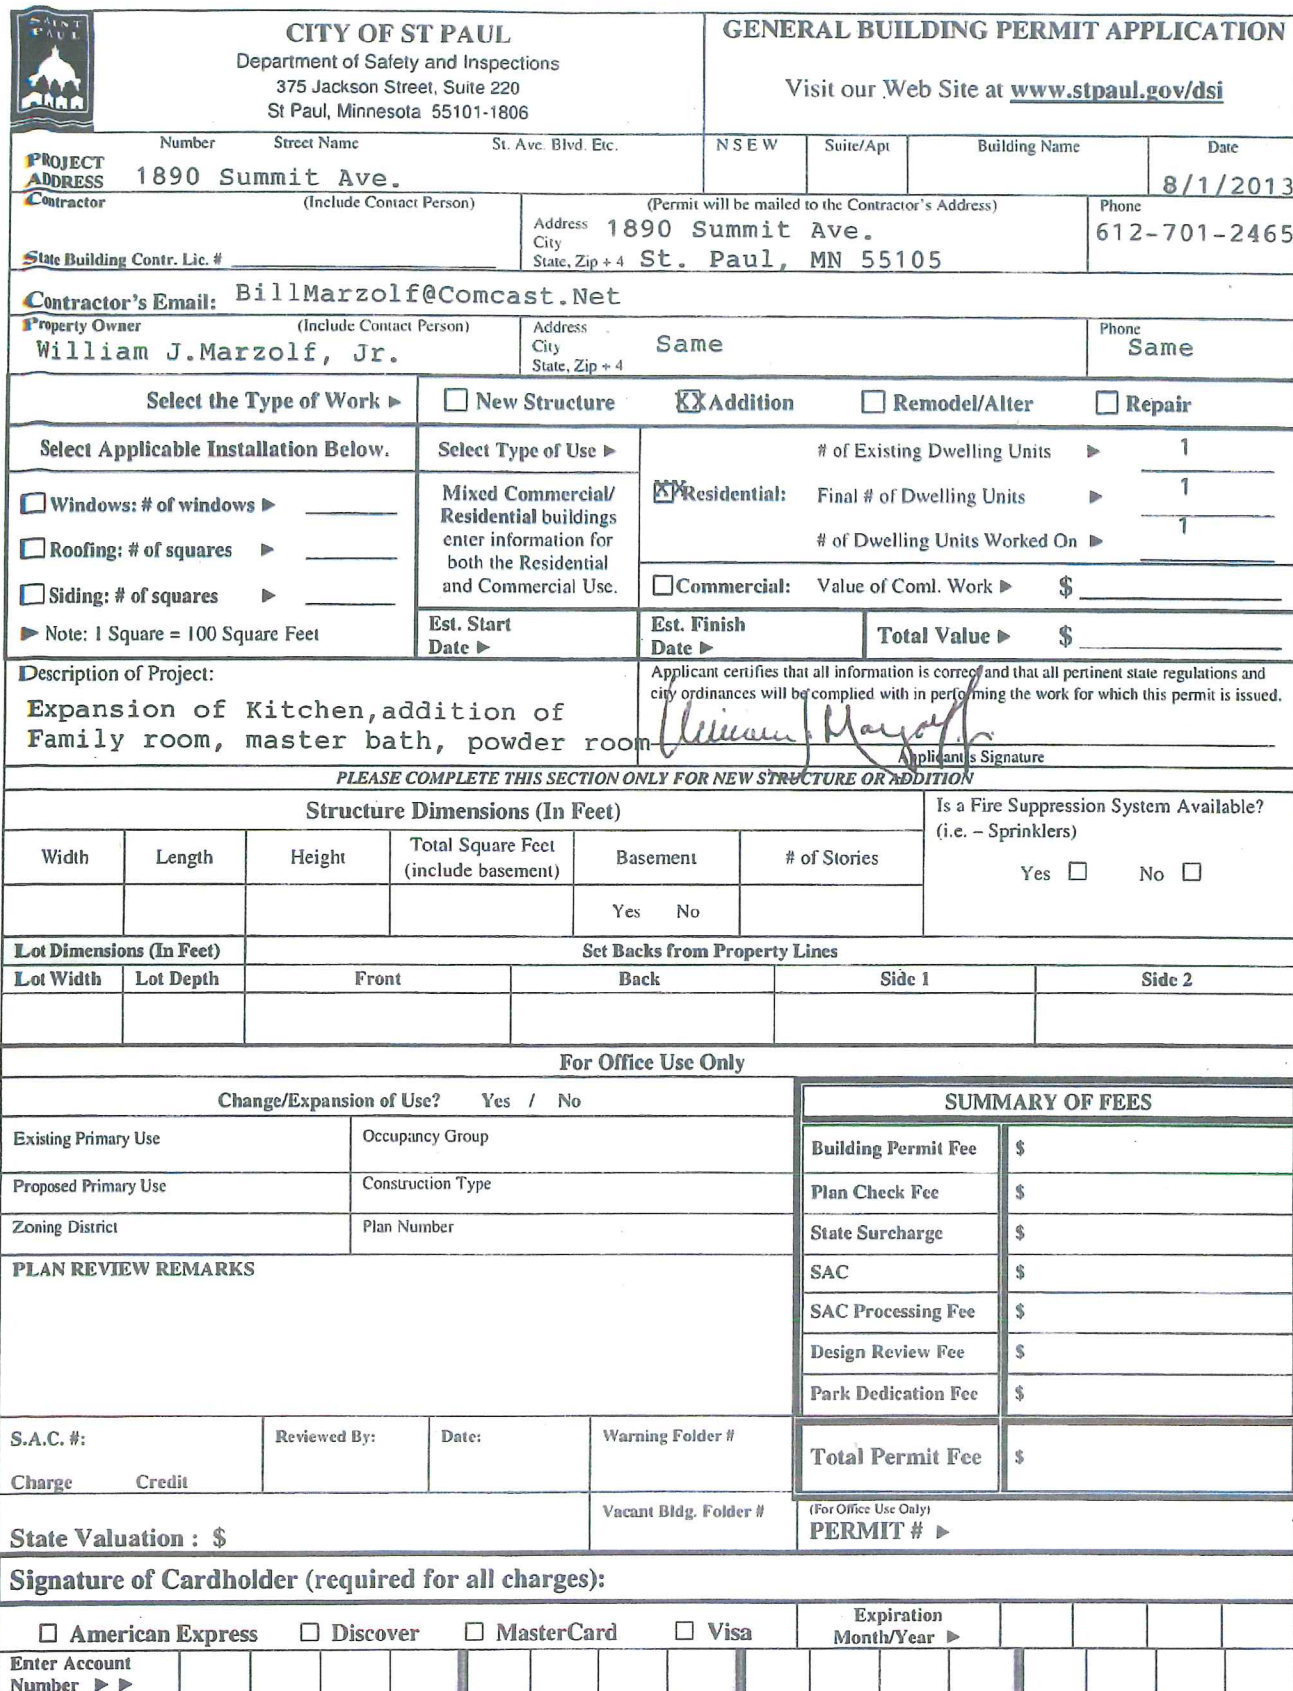 SAINT
PAUL
CITY OF ST PAUL
Department of Safety and Inspections
375 Jackson Street, Suite 220
St Paul, Minnesota 55101-1806
GENERAL BUILDING PERMIT APPLICATION
Visit our Web Site at www.stpaul.gov/dsi
PROJECT ADDRESS
Number Street Name St. Ave. Blvd. Etc. N S E W Suite/Apt Building Name Date
1890 Summit Ave. 8/1/2013
Contractor (Include Contact Person)
State Building Contr. Lic. #
(Permit will be mailed to the Contractor's Address)
Address 1890 Summit Ave.
City
State, Zip + 4 St. Paul, MN 55105
Phone
612-701-2465
Contractor's Email: BillMarzolf@Comcast.Net
Property Owner (Include Contact Person)
William J.Marzolf, Jr.
Address
City Same
State, Zip + 4
Phone
Same
Select the Type of Work ▶ New Structure XX Addition Remodel/Alter Repair
Select Applicable Installation Below.
Windows: # of windows ▶
Roofing: # of squares ▶
Siding: # of squares ▶
▶ Note: 1 Square = 100 Square Feet
Select Type of Use ▶
Mixed Commercial/
Residential buildings
enter information for
both the Residential
and Commercial Use.
XX Residential:
# of Existing Dwelling Units ▶ 1
Final # of Dwelling Units ▶ 1
# of Dwelling Units Worked On ▶ 1
Commercial: Value of Coml. Work ▶ $
Est. Start
Date ▶
Est. Finish
Date ▶
Total Value ▶ $
Description of Project:
Expansion of Kitchen,addition of
Family room, master bath, powder room
Applicant certifies that all information is correct and that all pertinent state regulations and
city ordinances will be complied with in performing the work for which this permit is issued.
William J. Marzolf Jr.
Applicant's Signature
PLEASE COMPLETE THIS SECTION ONLY FOR NEW STRUCTURE OR ADDITION
Structure Dimensions (In Feet)
Width Length Height Total Square Feet (include basement) Basement # of Stories
Yes No
Is a Fire Suppression System Available?
(i.e. – Sprinklers)
Yes No
Lot Dimensions (In Feet) Set Backs from Property Lines
Lot Width Lot Depth Front Back Side 1 Side 2
For Office Use Only
Change/Expansion of Use? Yes / No
Existing Primary Use Occupancy Group
Proposed Primary Use Construction Type
Zoning District Plan Number
PLAN REVIEW REMARKS
SUMMARY OF FEES
Building Permit Fee $
Plan Check Fee $
State Surcharge $
SAC $
SAC Processing Fee $
Design Review Fee $
Park Dedication Fee $
Total Permit Fee $
S.A.C. #: Reviewed By: Date: Warning Folder #
Charge Credit
Vacant Bldg. Folder #
State Valuation : $
(For Office Use Only)
PERMIT # ▶
Signature of Cardholder (required for all charges):
American Express Discover MasterCard Visa
Expiration
Month/Year ▶
Enter Account
Number ▶ ▶